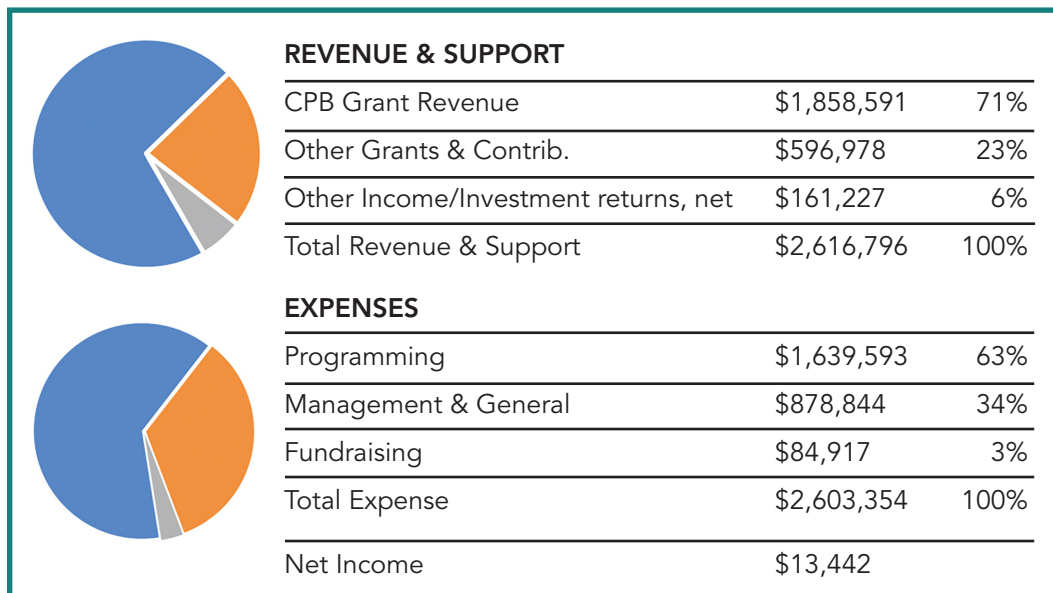 REVENUE & SUPPORT
CPB Grant Revenue $1,858,591 71%
Other Grants & Contrib. $596,978 23%
Other Income/Investment returns, net $161,227 6%
Total Revenue & Support $2,616,796 100%
EXPENSES
Programming $1,639,593 63%
Management & General $878,844 34%
Fundraising $84,917 3%
Total Expense $2,603,354 100%
Net Income $13,442